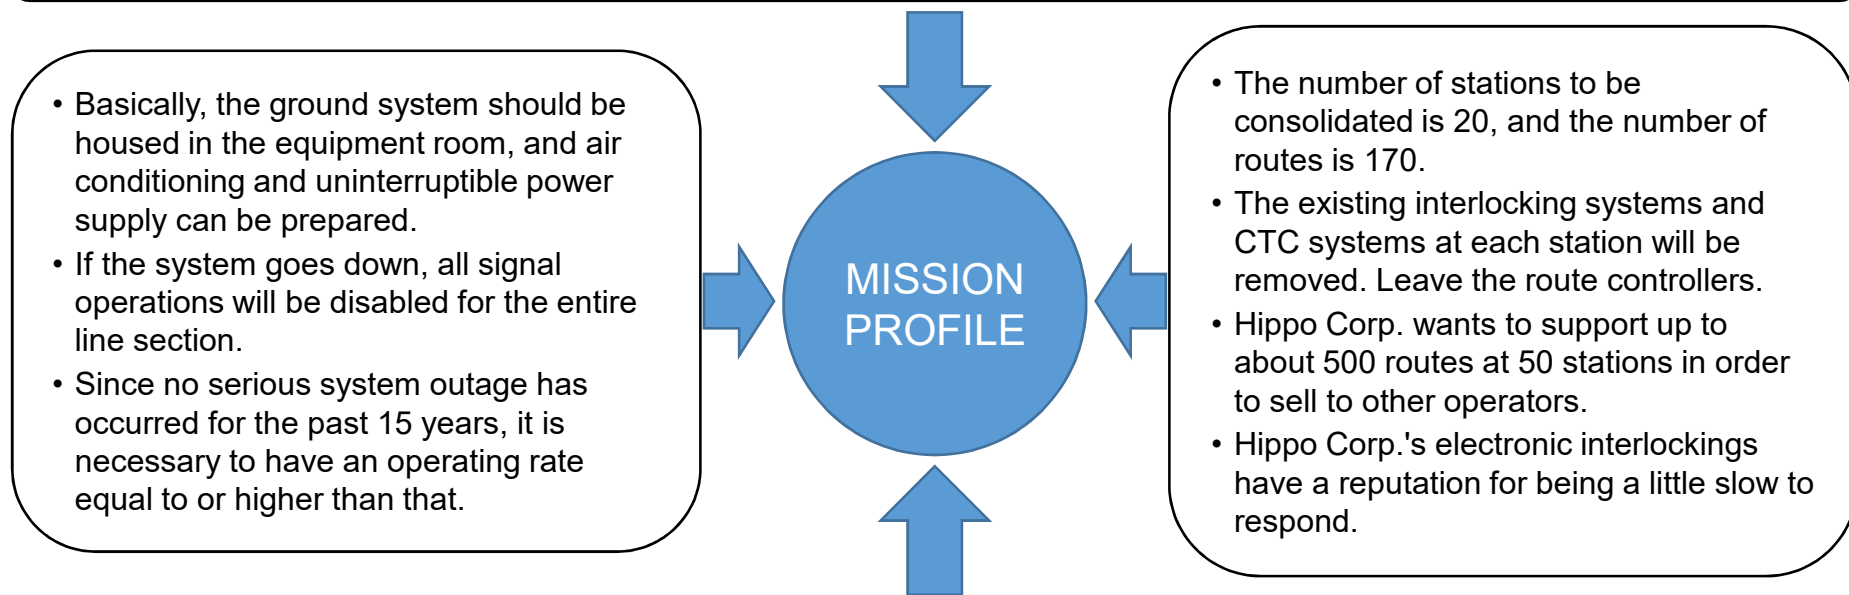 • Basically, the ground system should be
housed in the equipment room, and air
conditioning and uninterruptible power
supply can be prepared.
• If the system goes down, all signal
operations will be disabled for the entire
line section.
• Since no serious system outage has
occurred for the past 15 years, it is
necessary to have an operating rate
equal to or higher than that.
MISSION
PROFILE
• The number of stations to be
consolidated is 20, and the number of
routes is 170.
• The existing interlocking systems and
CTC systems at each station will be
removed. Leave the route controllers.
• Hippo Corp. wants to support up to
about 500 routes at 50 stations in order
to sell to other operators.
• Hippo Corp.'s electronic interlockings
have a reputation for being a little slow to
respond.